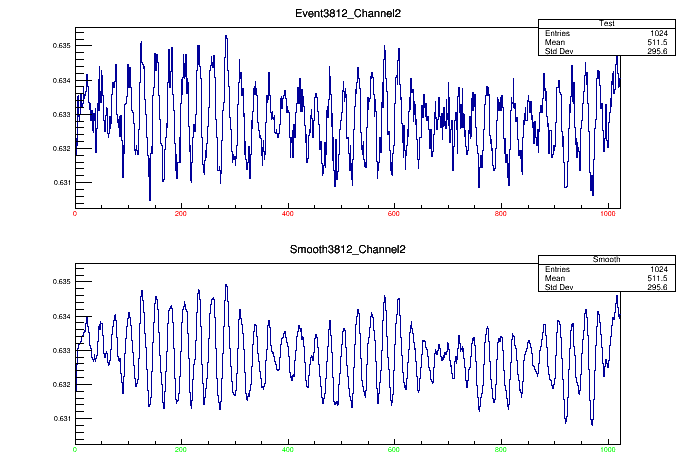 Event3812_Channel2
Test
Entries 1024
Mean 511.5
Std Dev 295.6
0.635
0.634
0.633
0.632
0.631
0 200 400 600 800 1000
Smooth3812_Channel2
Smooth
Entries 1024
Mean 511.5
Std Dev 295.6
0.635
0.634
0.633
0.632
0.631
0 200 400 600 800 1000